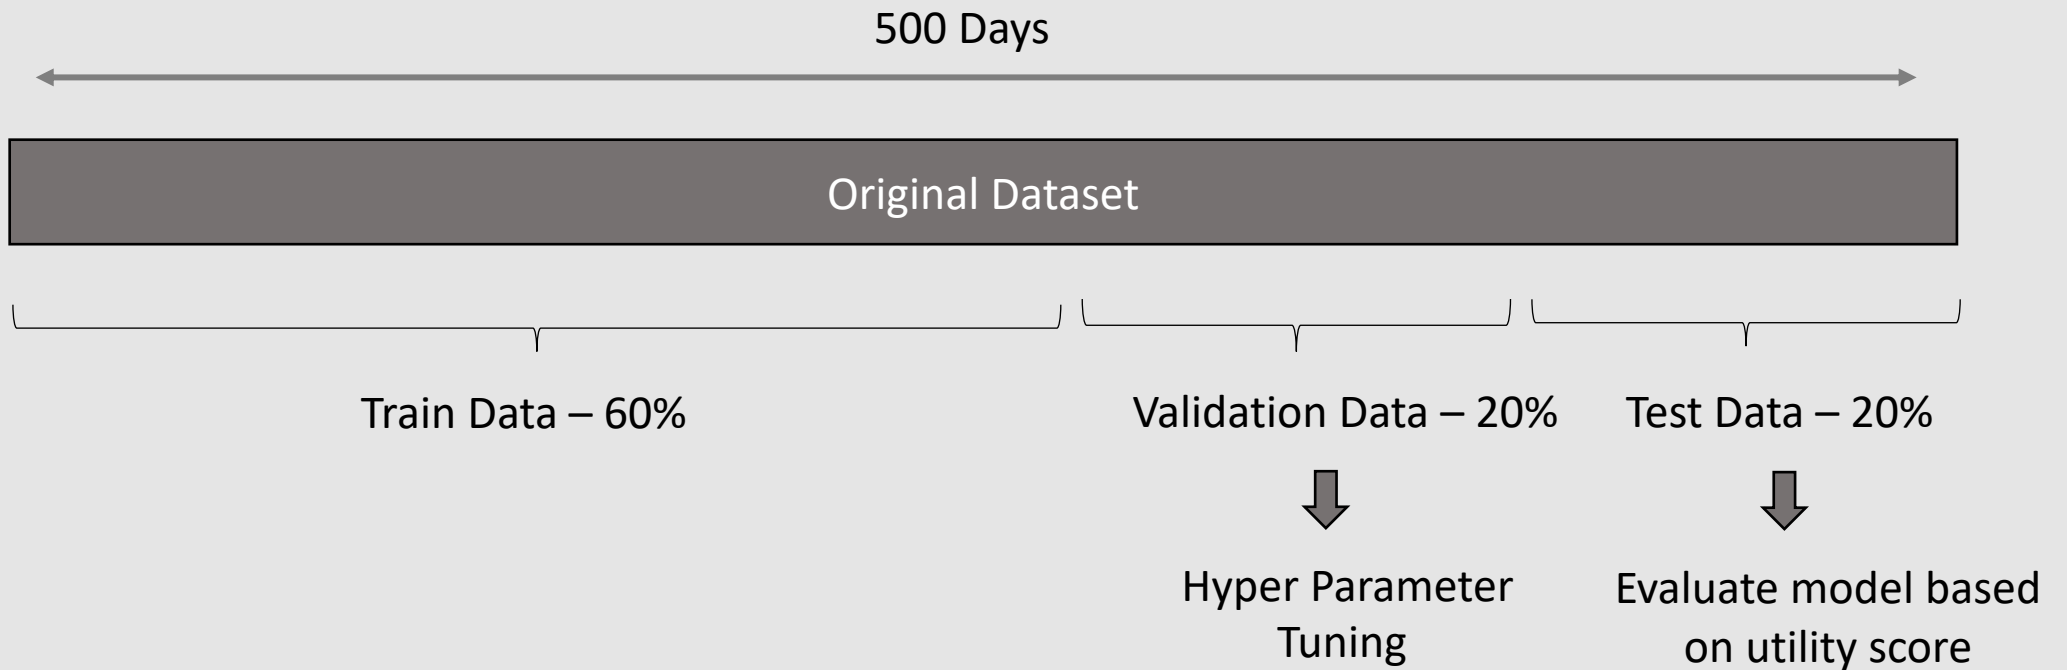 500 Days
Original Dataset
Train Data – 60%
Validation Data – 20%
Test Data – 20%
Hyper Parameter
Tuning
Evaluate model based
on utility score